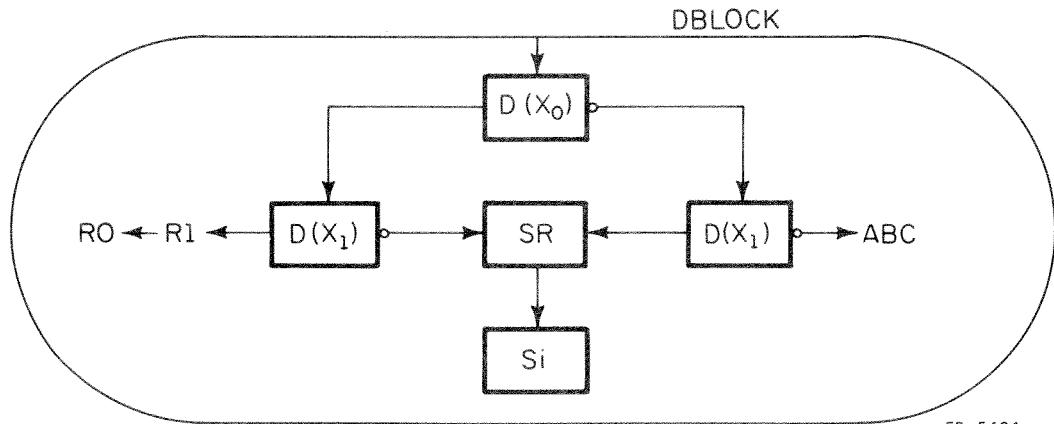 DBLOCK
D(X₀)
RO R1 D(X₁) SR D(X₁) ABC
Si